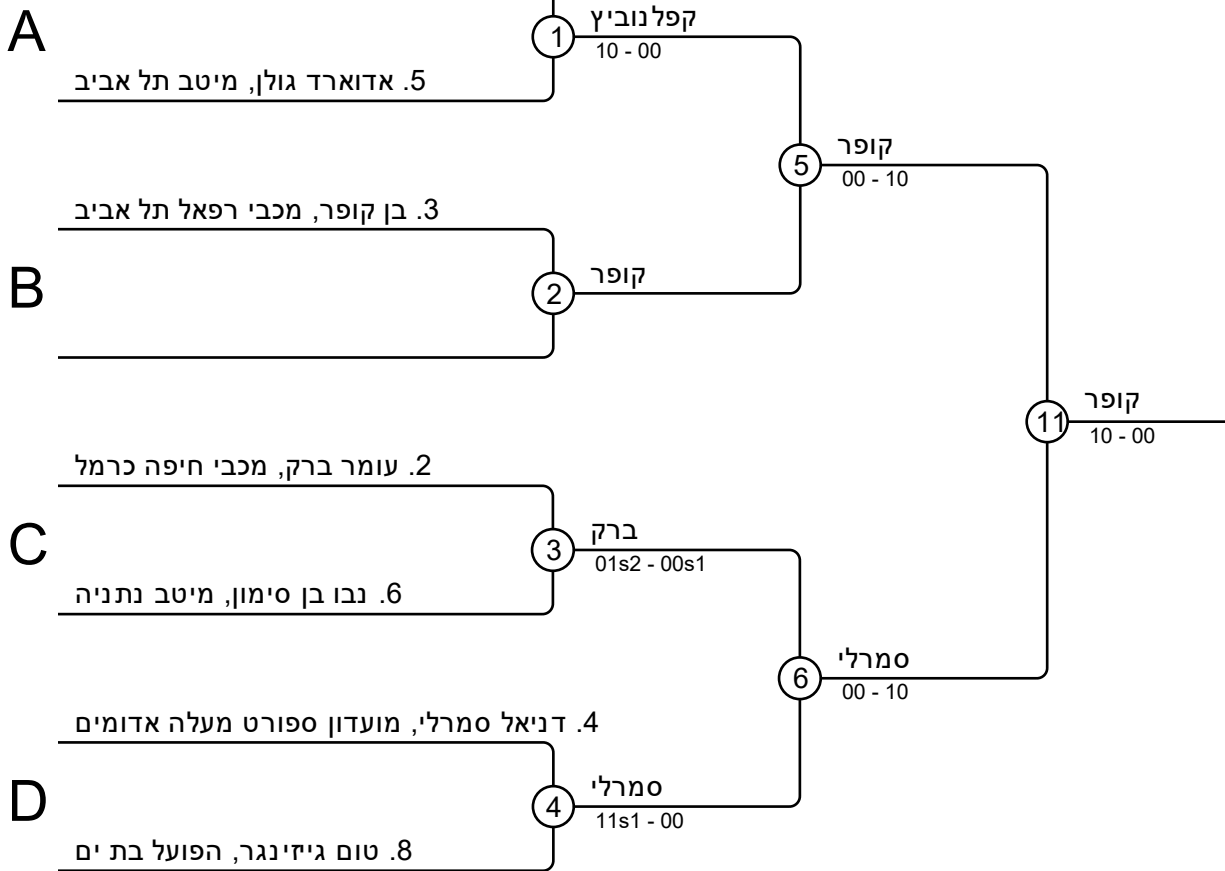 A
1
קפלנוביץ
10 - 00
5. אדוארד גולן, מיטב תל אביב
5
קופר
00 - 10
3. בן קופר, מכבי רפאל תל אביב
B
2
קופר
11
קופר
10 - 00
2. עומר ברק, מכבי חיפה כרמל
C
3
ברק
01s2 - 00s1
6. נבו בן סימון, מיטב נתניה
6
סמרלי
00 - 10
4. דניאל סמרלי, מועדון ספורט מעלה אדומים
D
4
סמרלי
11s1 - 00
8. טום גייזינגר, הפועל בת ים